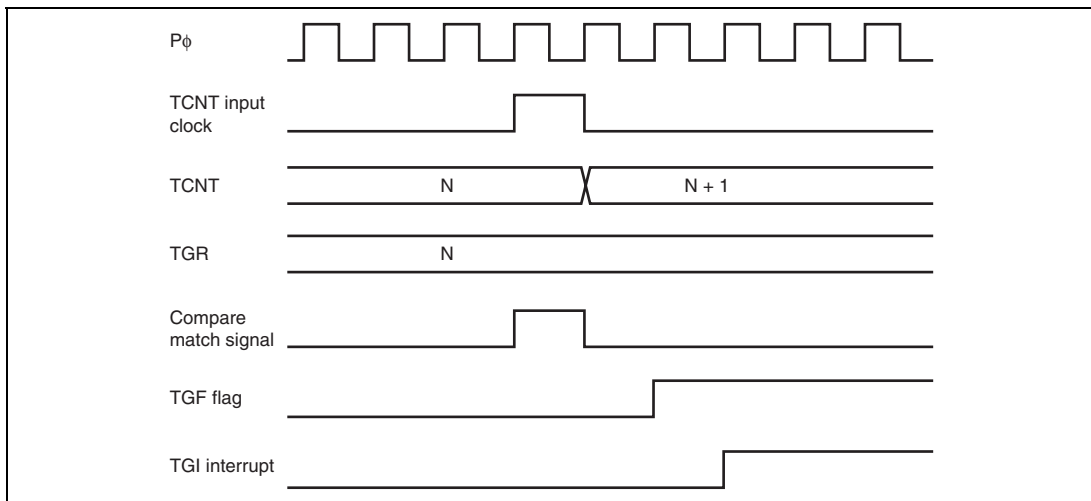 Pϕ
TCNT input
clock
TCNT
N
N + 1
TGR
N
Compare
match signal
TGF flag
TGI interrupt